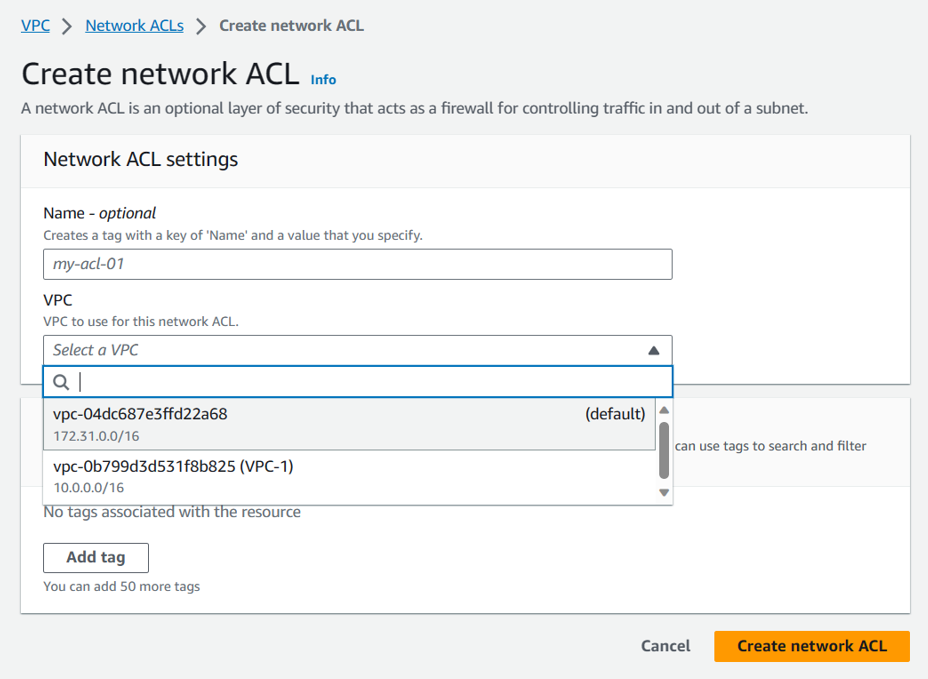 VPC > Network ACLs > Create network ACL
Create network ACL Info
A network ACL is an optional layer of security that acts as a firewall for controlling traffic in and out of a subnet.
Network ACL settings
Name - optional
Creates a tag with a key of 'Name' and a value that you specify.
my-acl-01
VPC
VPC to use for this network ACL.
Select a VPC
vpc-04dc687e3ffd22a68 (default)
172.31.0.0/16
can use tags to search and filter
vpc-0b799d3d531f8b825 (VPC-1)
10.0.0.0/16
No tags associated with the resource
Add tag
You can add 50 more tags
Cancel Create network ACL